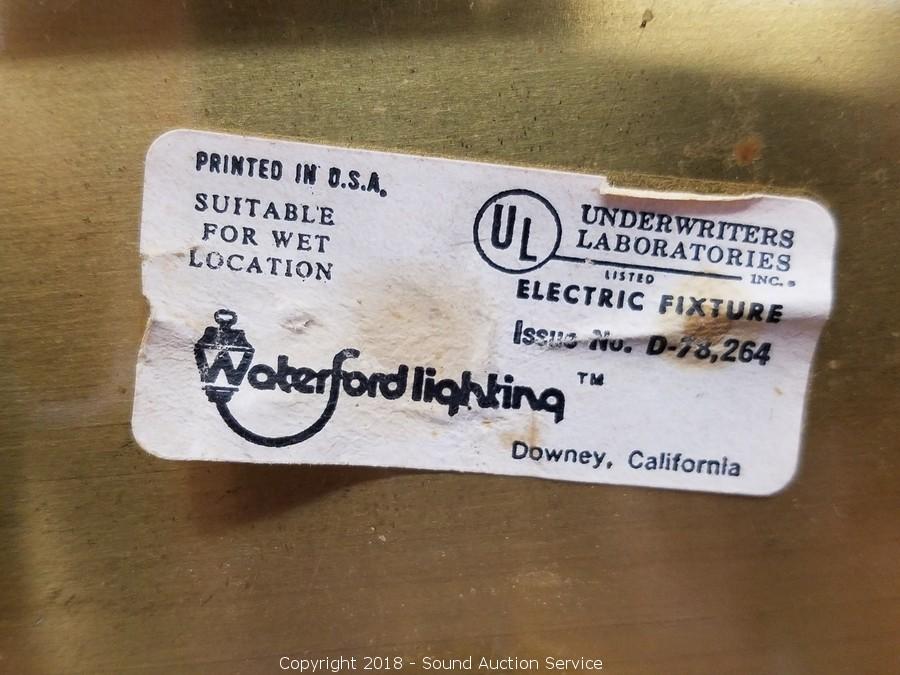 PRINTED IN U.S.A.
SUITABLE
FOR WET
LOCATION
UL
UNDERWRITERS
LABORATORIES
INC.
LISTED
ELECTRIC FIXTURE
Issue No. D-78,264
Waterford lighting ™
Downey, California
Copyright 2018 - Sound Auction Service